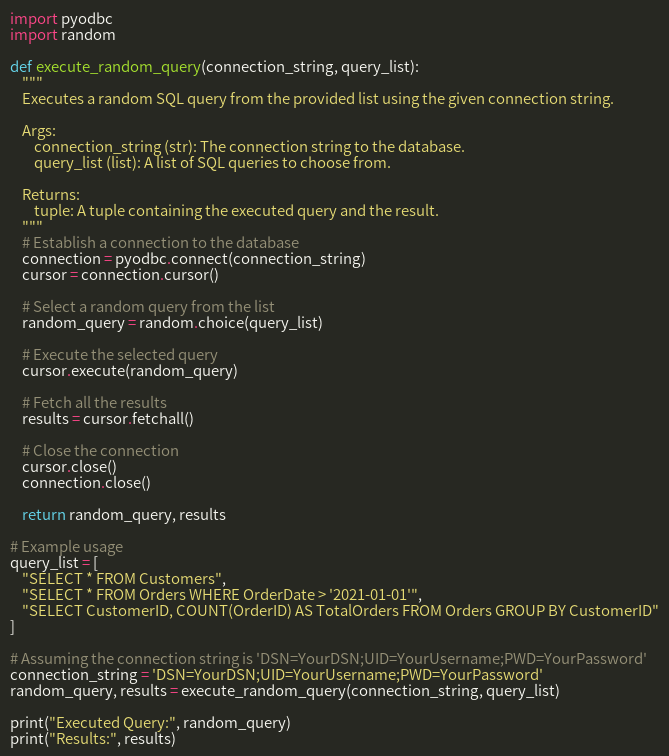 import pyodbc
import random

def execute_random_query(connection_string, query_list):
    """
    Executes a random SQL query from the provided list using the given connection string.

    Args:
        connection_string (str): The connection string to the database.
        query_list (list): A list of SQL queries to choose from.

    Returns:
        tuple: A tuple containing the executed query and the result.
    """
    # Establish a connection to the database
    connection = pyodbc.connect(connection_string)
    cursor = connection.cursor()

    # Select a random query from the list
    random_query = random.choice(query_list)

    # Execute the selected query
    cursor.execute(random_query)

    # Fetch all the results
    results = cursor.fetchall()

    # Close the connection
    cursor.close()
    connection.close()

    return random_query, results

# Example usage
query_list = [
    "SELECT * FROM Customers",
    "SELECT * FROM Orders WHERE OrderDate > '2021-01-01'",
    "SELECT CustomerID, COUNT(OrderID) AS TotalOrders FROM Orders GROUP BY CustomerID"
]

# Assuming the connection string is 'DSN=YourDSN;UID=YourUsername;PWD=YourPassword'
connection_string = 'DSN=YourDSN;UID=YourUsername;PWD=YourPassword'
random_query, results = execute_random_query(connection_string, query_list)

print("Executed Query:", random_query)
print("Results:", results)